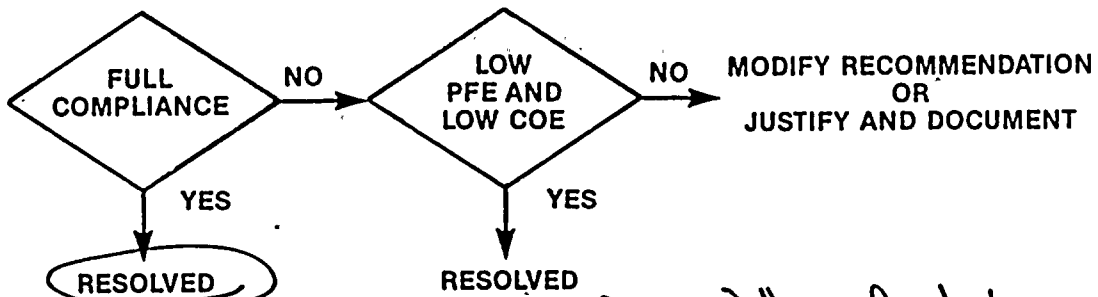 FULL
COMPLIANCE
NO
LOW
PFE AND
LOW COE
NO
MODIFY RECOMMENDATION
OR
JUSTIFY AND DOCUMENT
YES
YES
RESOLVED
RESOLVED